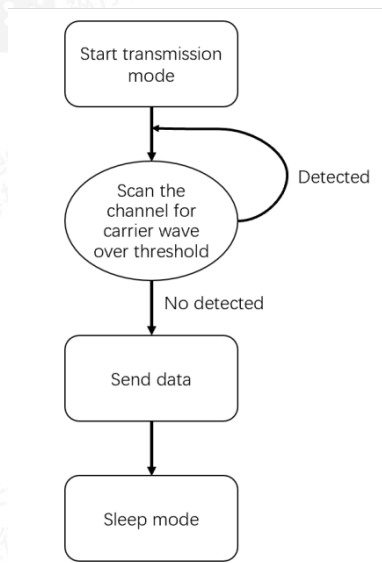 Start transmission
mode
Detected
Scan the
channel for
carrier wave
over threshold
No detected
Send data
Sleep mode